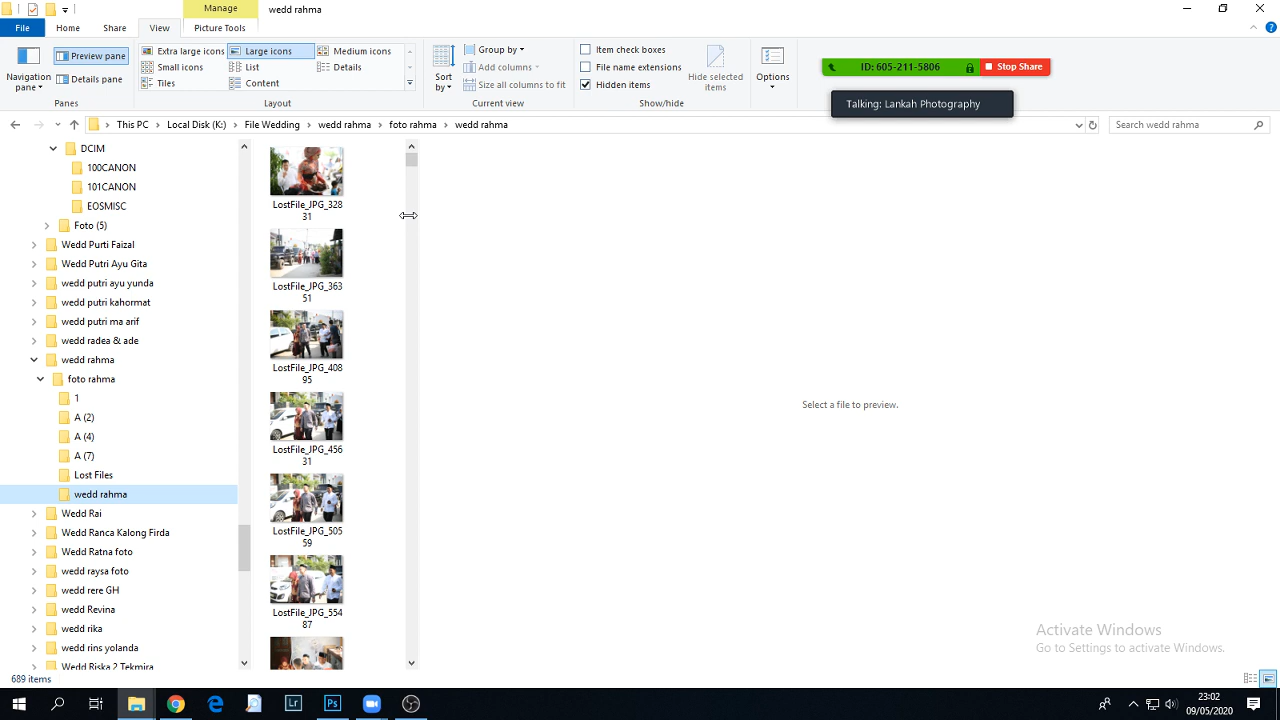 Manage
wedd rahma
File
Home
Share
View
Picture Tools
Navigation pane
Preview pane
Details pane
Panes
Extra large icons
Large icons
Medium icons
Small icons
List
Details
Tiles
Content
Layout
Sort by
Group by
Add columns
Size all columns to fit
Current view
Item check boxes
File name extensions
Hidden items
Hide selected items
Show/hide
Options
ID: 605-211-5806
Stop Share
Talking: Lankah Photography
This PC
Local Disk (K:)
File Wedding
wedd rahma
foto rahma
wedd rahma
Search wedd rahma
DCIM
100CANON
101CANON
EOSMISC
Foto (5)
Wedd Purti Faizal
Wedd Putri Ayu Gita
wedd putri ayu yunda
wedd putri kahormat
wedd putri ma arif
wedd radea & ade
wedd rahma
foto rahma
1
A (2)
A (4)
A (7)
Lost Files
wedd rahma
Wedd Rai
Wedd Ranca Kalong Firda
Wedd Ratna foto
wedd raysa foto
wedd rere GH
wedd Revina
wedd rika
wedd rins yolanda
Wedd Riska 2 Tekmira
LostFile_JPG_328
31
LostFile_JPG_363
51
LostFile_JPG_408
95
LostFile_JPG_456
31
LostFile_JPG_505
59
LostFile_JPG_554
87
Select a file to preview.
Activate Windows
Go to Settings to activate Windows.
689 items
Lr
Ps
23:02
09/05/2020